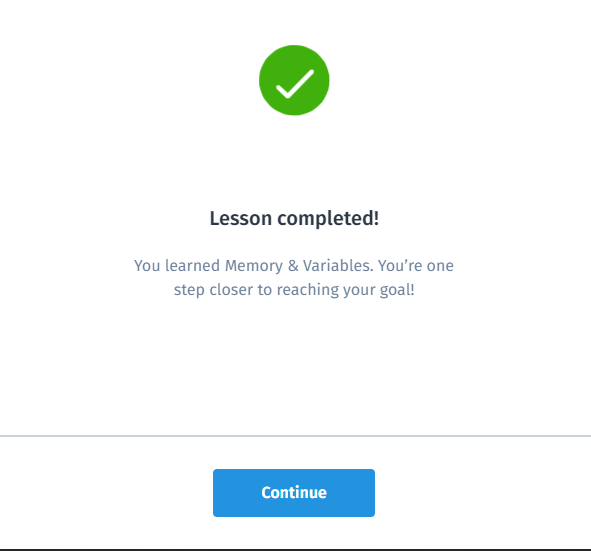 Lesson completed!
You learned Memory & Variables. You’re one
step closer to reaching your goal!
Continue